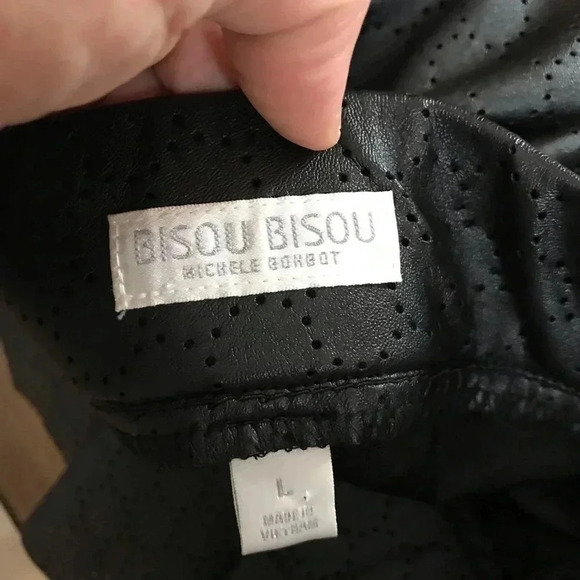 BISOU BISOU
MICHELE BOHBOT
L
MADE IN
VIETNAM